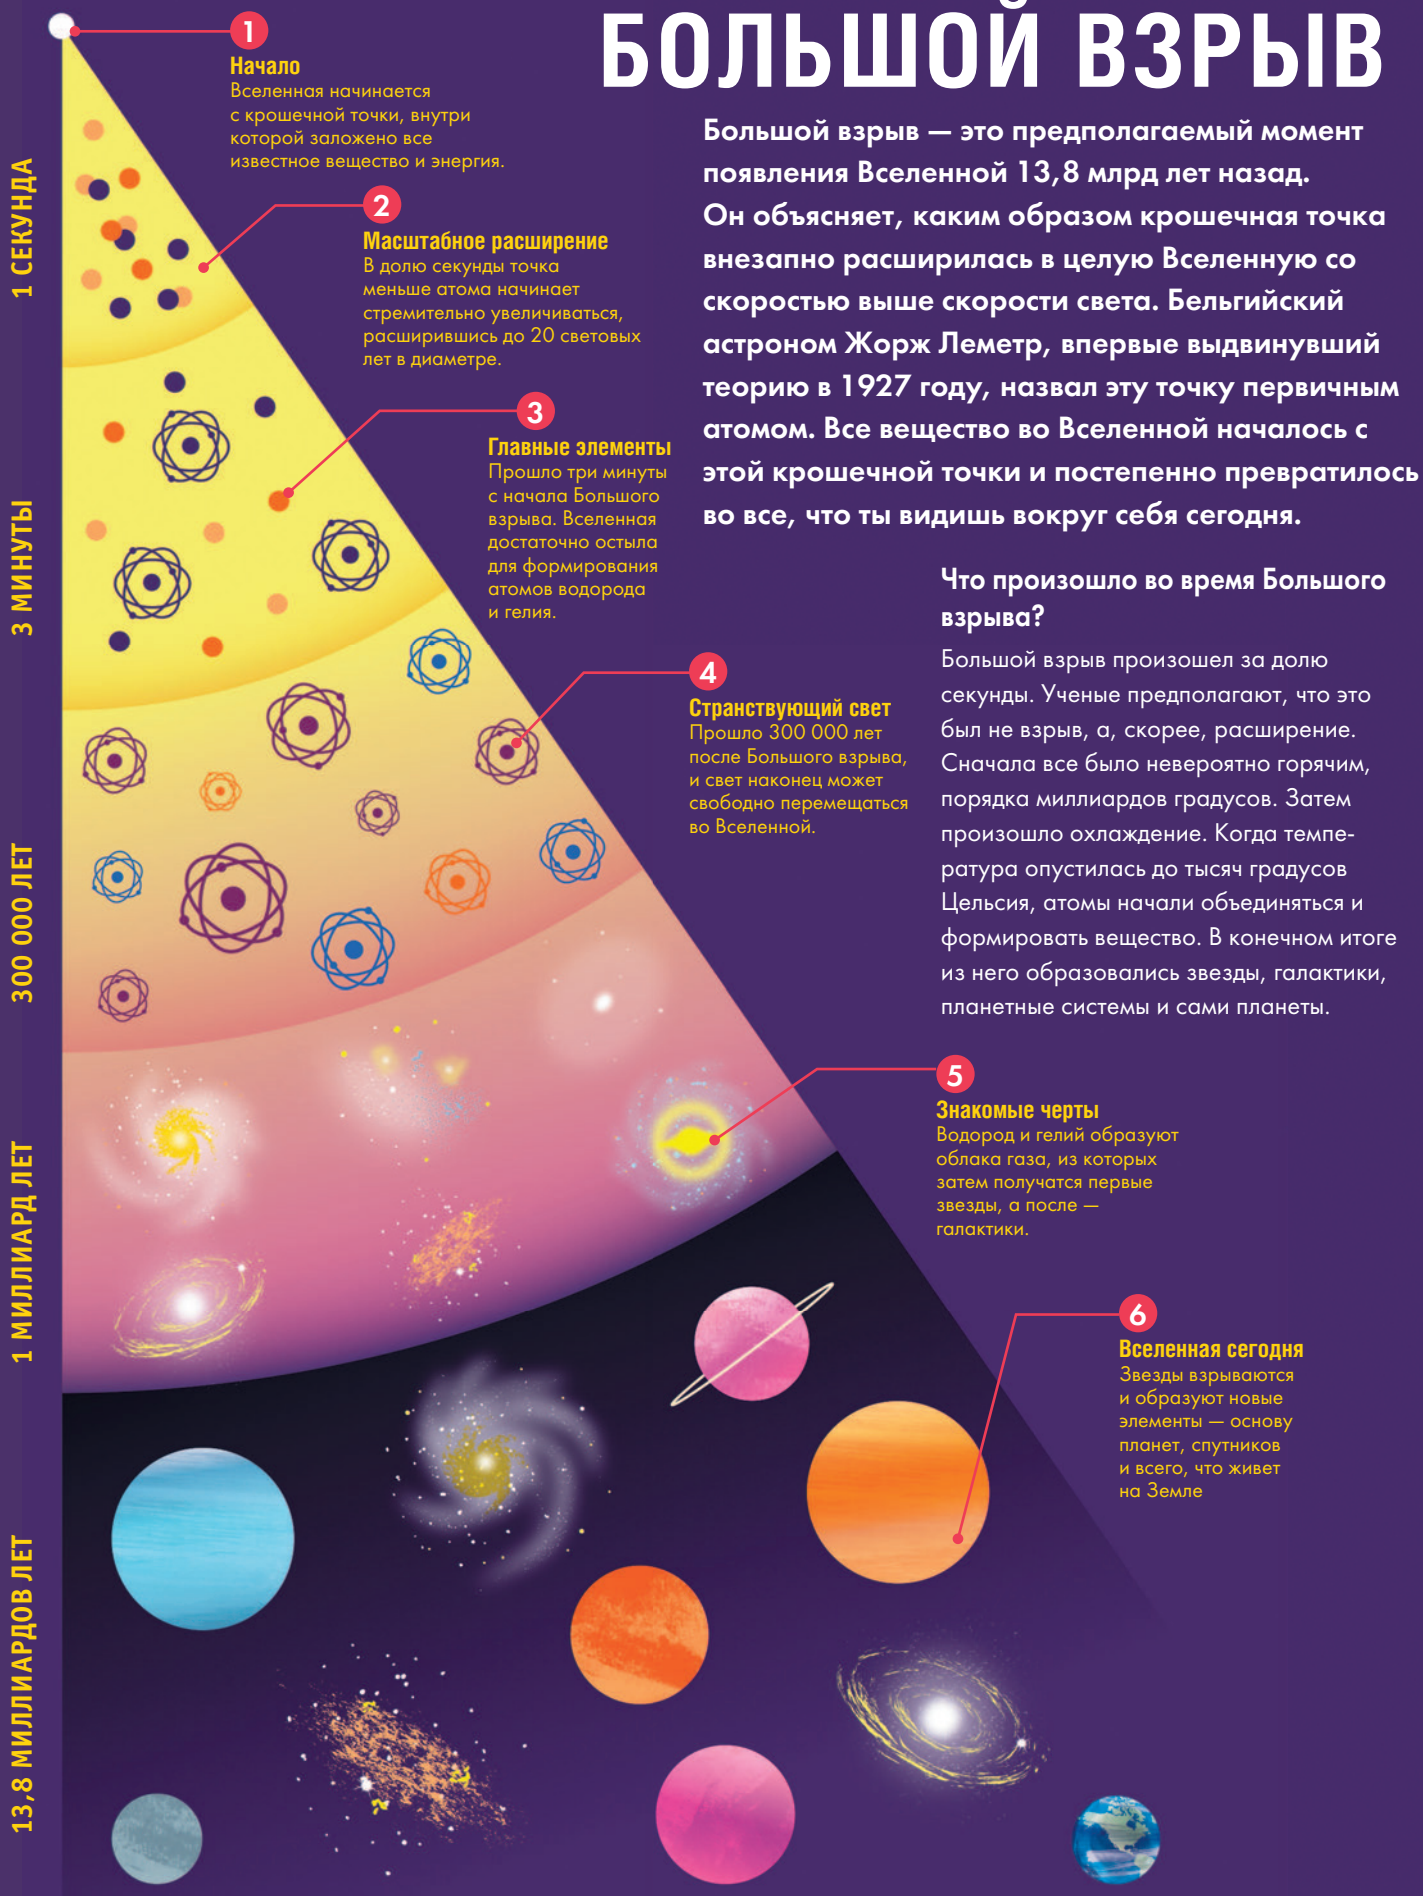 БОЛЬШОЙ ВЗРЫВ
Большой взрыв — это предполагаемый момент
появления Вселенной 13,8 млрд лет назад.
Он объясняет, каким образом крошечная точка
внезапно расширилась в целую Вселенную со
скоростью выше скорости света. Бельгийский
астроном Жорж Леметр, впервые выдвинувший
теорию в 1927 году, назвал эту точку первичным
атомом. Все вещество во Вселенной началось с
этой крошечной точки и постепенно превратилось
во все, что ты видишь вокруг себя сегодня.
Что произошло во время Большого
взрыва?
Большой взрыв произошел за долю
секунды. Ученые предполагают, что это
был не взрыв, а, скорее, расширение.
Сначала все было невероятно горячим,
порядка миллиардов градусов. Затем
произошло охлаждение. Когда темпе-
ратура опустилась до тысяч градусов
Цельсия, атомы начали объединяться и
формировать вещество. В конечном итоге
из него образовались звезды, галактики,
планетные системы и сами планеты.
1
Начало
Вселенная начинается
с крошечной точки, внутри
которой заложено все
известное вещество и энергия.
2
Масштабное расширение
В долю секунды точка
меньше атома начинает
стремительно увеличиваться,
расширившись до 20 световых
лет в диаметре.
3
Главные элементы
Прошло три минуты
с начала Большого
взрыва. Вселенная
достаточно остыла
для формирования
атомов водорода
и гелия.
4
Странствующий свет
Прошло 300 000 лет
после Большого взрыва,
и свет наконец может
свободно перемещаться
во Вселенной.
5
Знакомые черты
Водород и гелий образуют
облака газа, из которых
затем получатся первые
звезды, а после —
галактики.
6
Вселенная сегодня
Звезды взрываются
и образуют новые
элементы — основу
планет, спутников
и всего, что живет
на Земле
1 СЕКУНДА
3 МИНУТЫ
300 000 ЛЕТ
1 МИЛЛИАРД ЛЕТ
13,8 МИЛЛИАРДОВ ЛЕТ